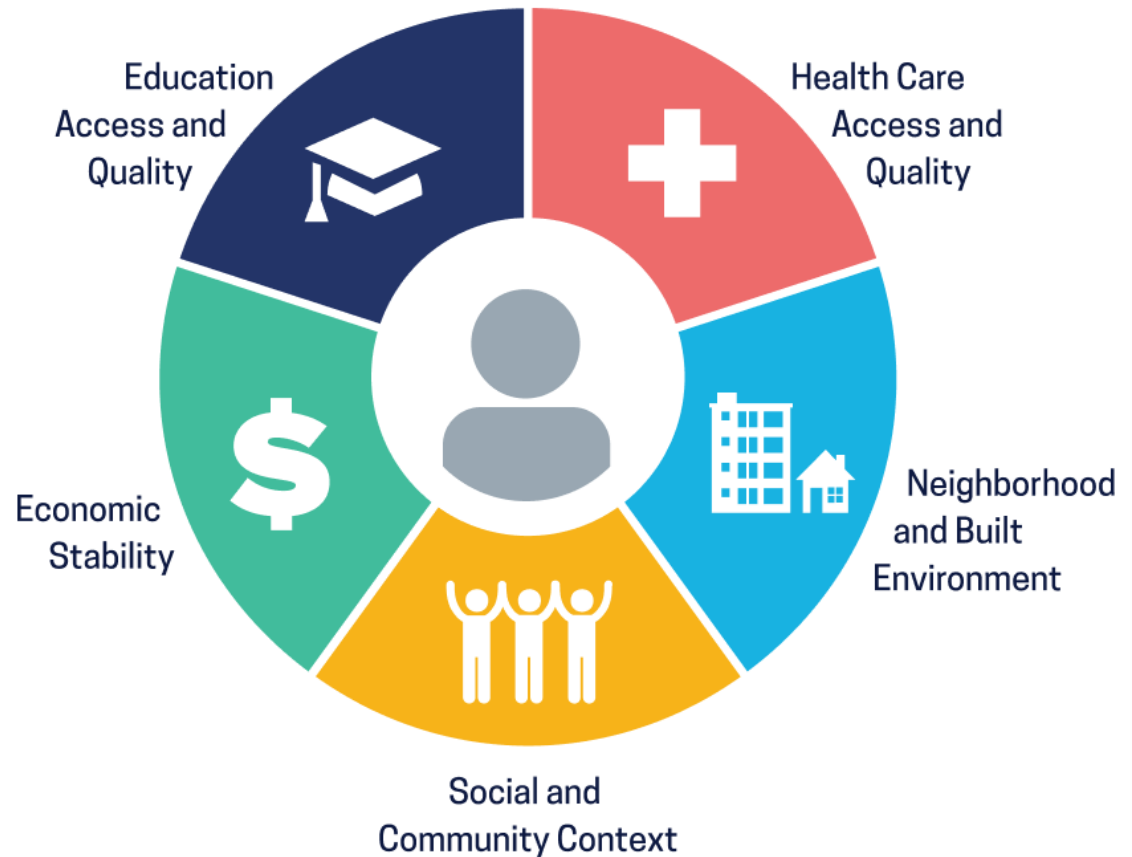 Education
Access and
Quality
Health Care
Access and
Quality
Economic
Stability
Neighborhood
and Built
Environment
Social and
Community Context